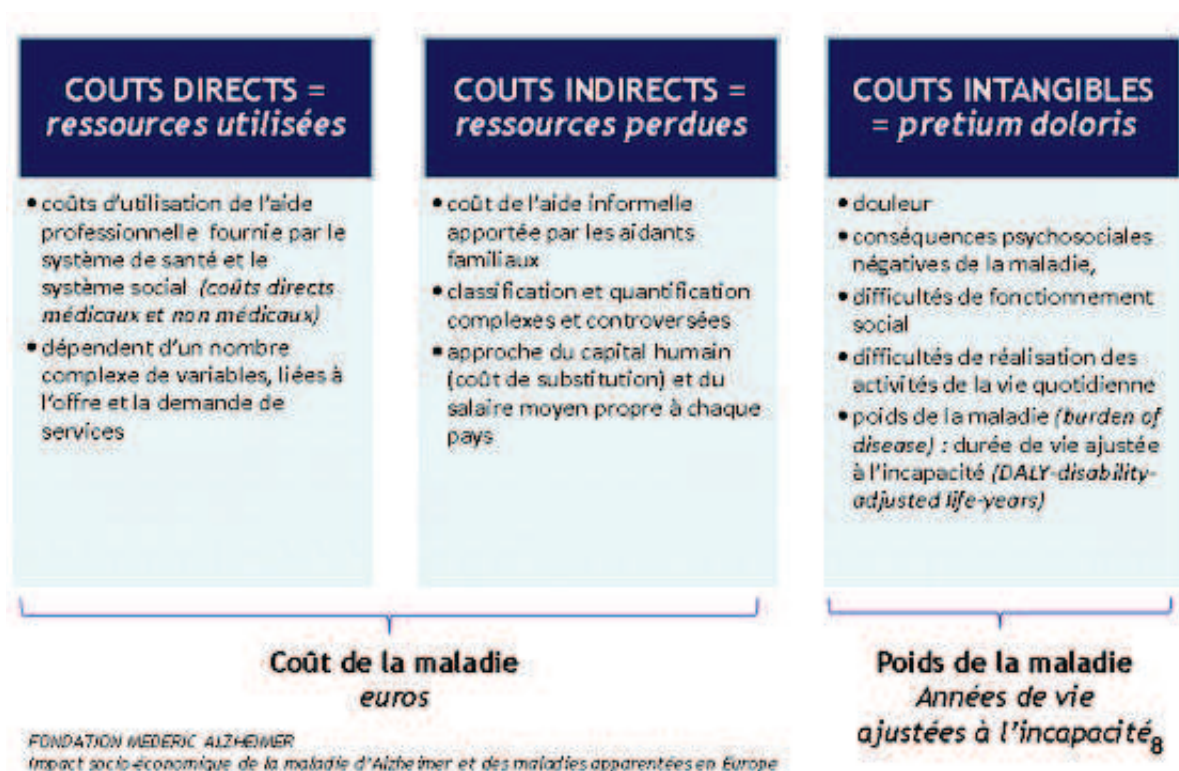 COUTS DIRECTS =
ressources utilisées
• coûts d'utilisation de l'aide
professionnelle fournie par le
système de santé et le
système social (coûts directs
médicaux et non médicaux)
• dépendent d'un nombre
complexe de variables, liées à
l'offre et la demande de
services
COUTS INDIRECTS =
ressources perdues
• coût de l'aide informelle
apportée par les aidants
familiaux
• classification et quantification
complexes et controversées
• approche du capital humain
(coût de substitution) et du
salaire moyen propre à chaque
pays
COUTS INTANGIBLES
= pretium doloris
• douleur
• conséquences psychosociales
négatives de la maladie,
• difficultés de fonctionnement
social
• difficultés de réalisation des
activités de la vie quotidienne
• poids de la maladie (burden of
disease) : durée de vie ajustée
à l'incapacité (DALY-disability-
adjusted life-years)
Coût de la maladie
euros
Poids de la maladie
Années de vie
ajustées à l'incapacité
8
FONDATION MEDERIC ALZHEIMER
Impact socio-économique de la maladie d'Alzheimer et des maladies apparentées en Europe